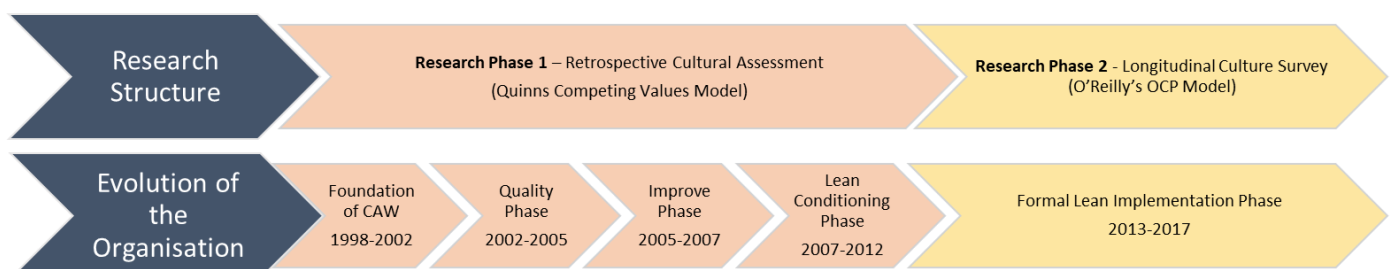 Research
Structure
Research Phase 1 – Retrospective Cultural Assessment
(Quinns Competing Values Model)
Research Phase 2 - Longitudinal Culture Survey
(O’Reilly’s OCP Model)
Evolution of
the
Organisation
Foundation
of CAW
1998-2002
Quality
Phase
2002-2005
Improve
Phase
2005-2007
Lean
Conditioning
Phase
2007-2012
Formal Lean Implementation Phase
2013-2017